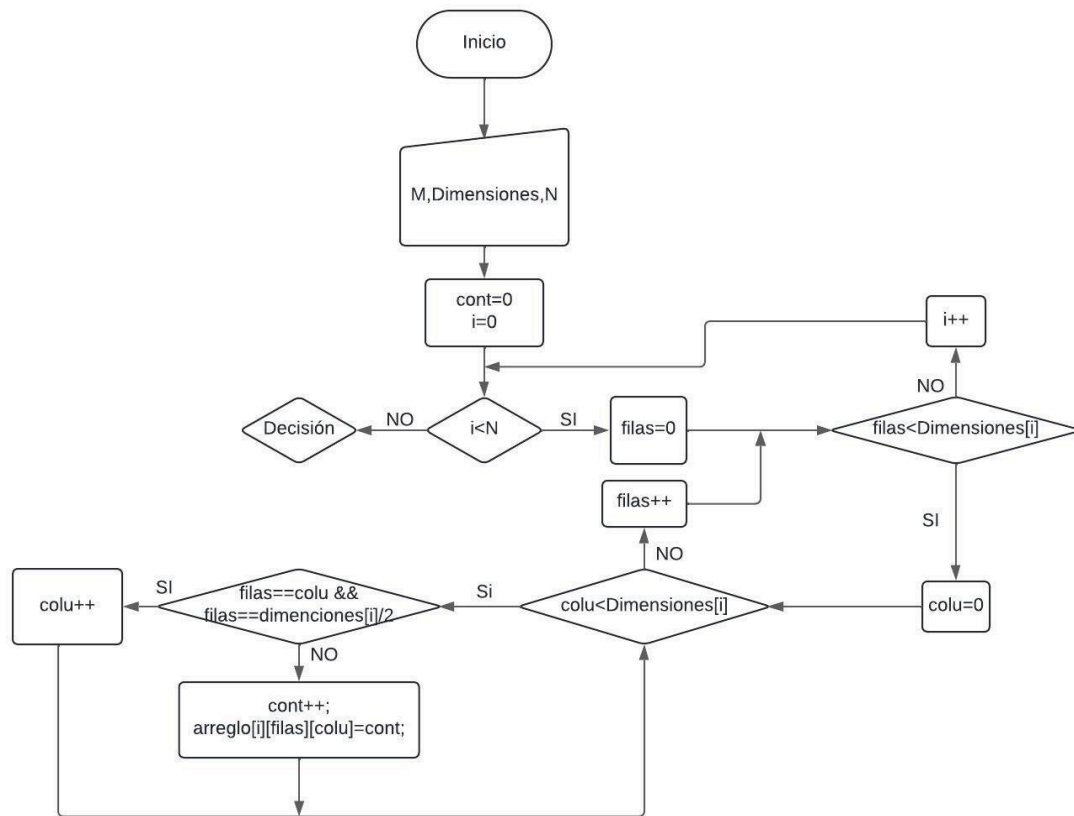 Inicio
M,Dimensiones,N
cont=0
i=0
i++
NO
Decisión
NO
i<N
SI
filas=0
filas<Dimensiones[i]
filas++
SI
NO
colu++
SI
filas==colu &&
filas==dimenciones[i]/2
Si
colu<Dimensiones[i]
colu=0
NO
cont++;
arreglo[i][filas][colu]=cont;